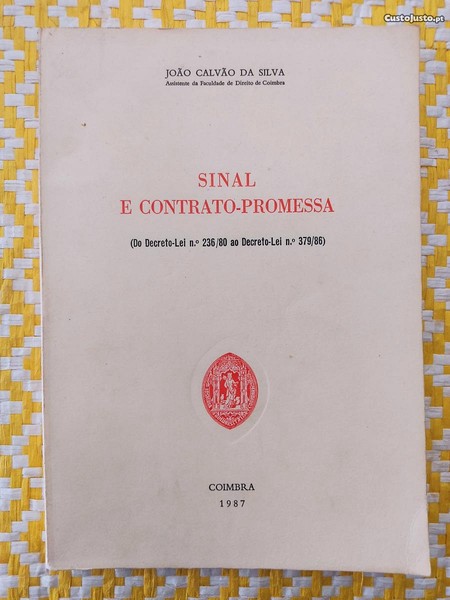 CustoJusto.pt
JOÃO CALVÃO DA SILVA
Assistente da Faculdade de Direito de Coimbra
SINAL
E CONTRATO-PROMESSA
(Do Decreto-Lei n.º 236/80 ao Decreto-Lei n.º 379/86)
COIMBRA
1987